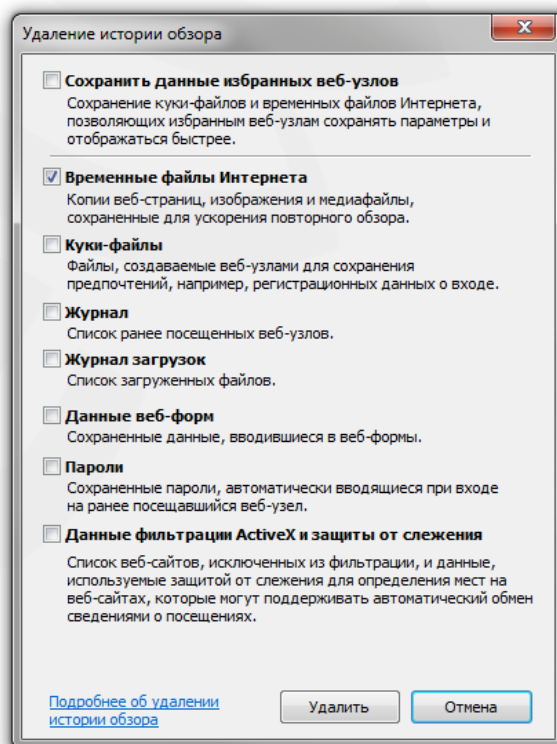 Удаление истории обзора
Сохранить данные избранных веб-узлов
Сохранение куки-файлов и временных файлов Интернета,
позволяющих избранным веб-узлам сохранять параметры и
отображаться быстрее.
Временные файлы Интернета
Копии веб-страниц, изображения и медиафайлы,
сохраненные для ускорения повторного обзора.
Куки-файлы
Файлы, создаваемые веб-узлами для сохранения
предпочтений, например, регистрационных данных о входе.
Журнал
Список ранее посещенных веб-узлов.
Журнал загрузок
Список загруженных файлов.
Данные веб-форм
Сохраненные данные, вводившиеся в веб-формы.
Пароли
Сохраненные пароли, автоматически вводящиеся при входе
на ранее посещавшийся веб-узел.
Данные фильтрации ActiveX и защиты от слежения
Список веб-сайтов, исключенных из фильтрации, и данные,
используемые защитой от слежения для определения мест на
веб-сайтах, которые могут поддерживать автоматический обмен
сведениями о посещениях.
Подробнее об удалении
истории обзора
Удалить
Отмена